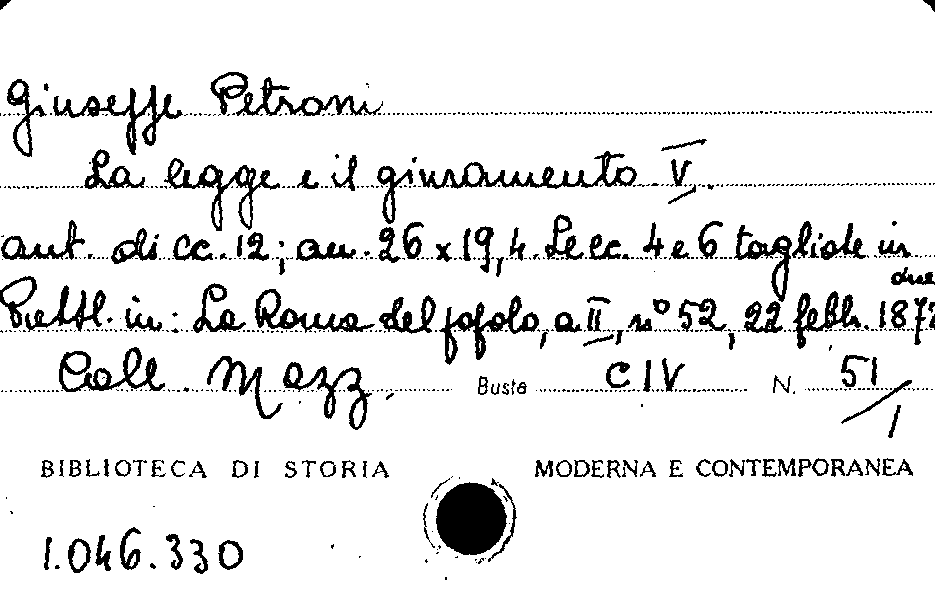 Giuseppe Petroni
La legge e il giuramento V.
aut. di cc. 12; cm. 26 x 19,4. Le cc. 4 e 6 tagliate in
due
Pubbl. in: La Roma del popolo, a II, n° 52, 22 febb. 187
Coll. Mazz. Busta CIV N. 51/1
BIBLIOTECA DI STORIA MODERNA E CONTEMPORANEA
1.046.330